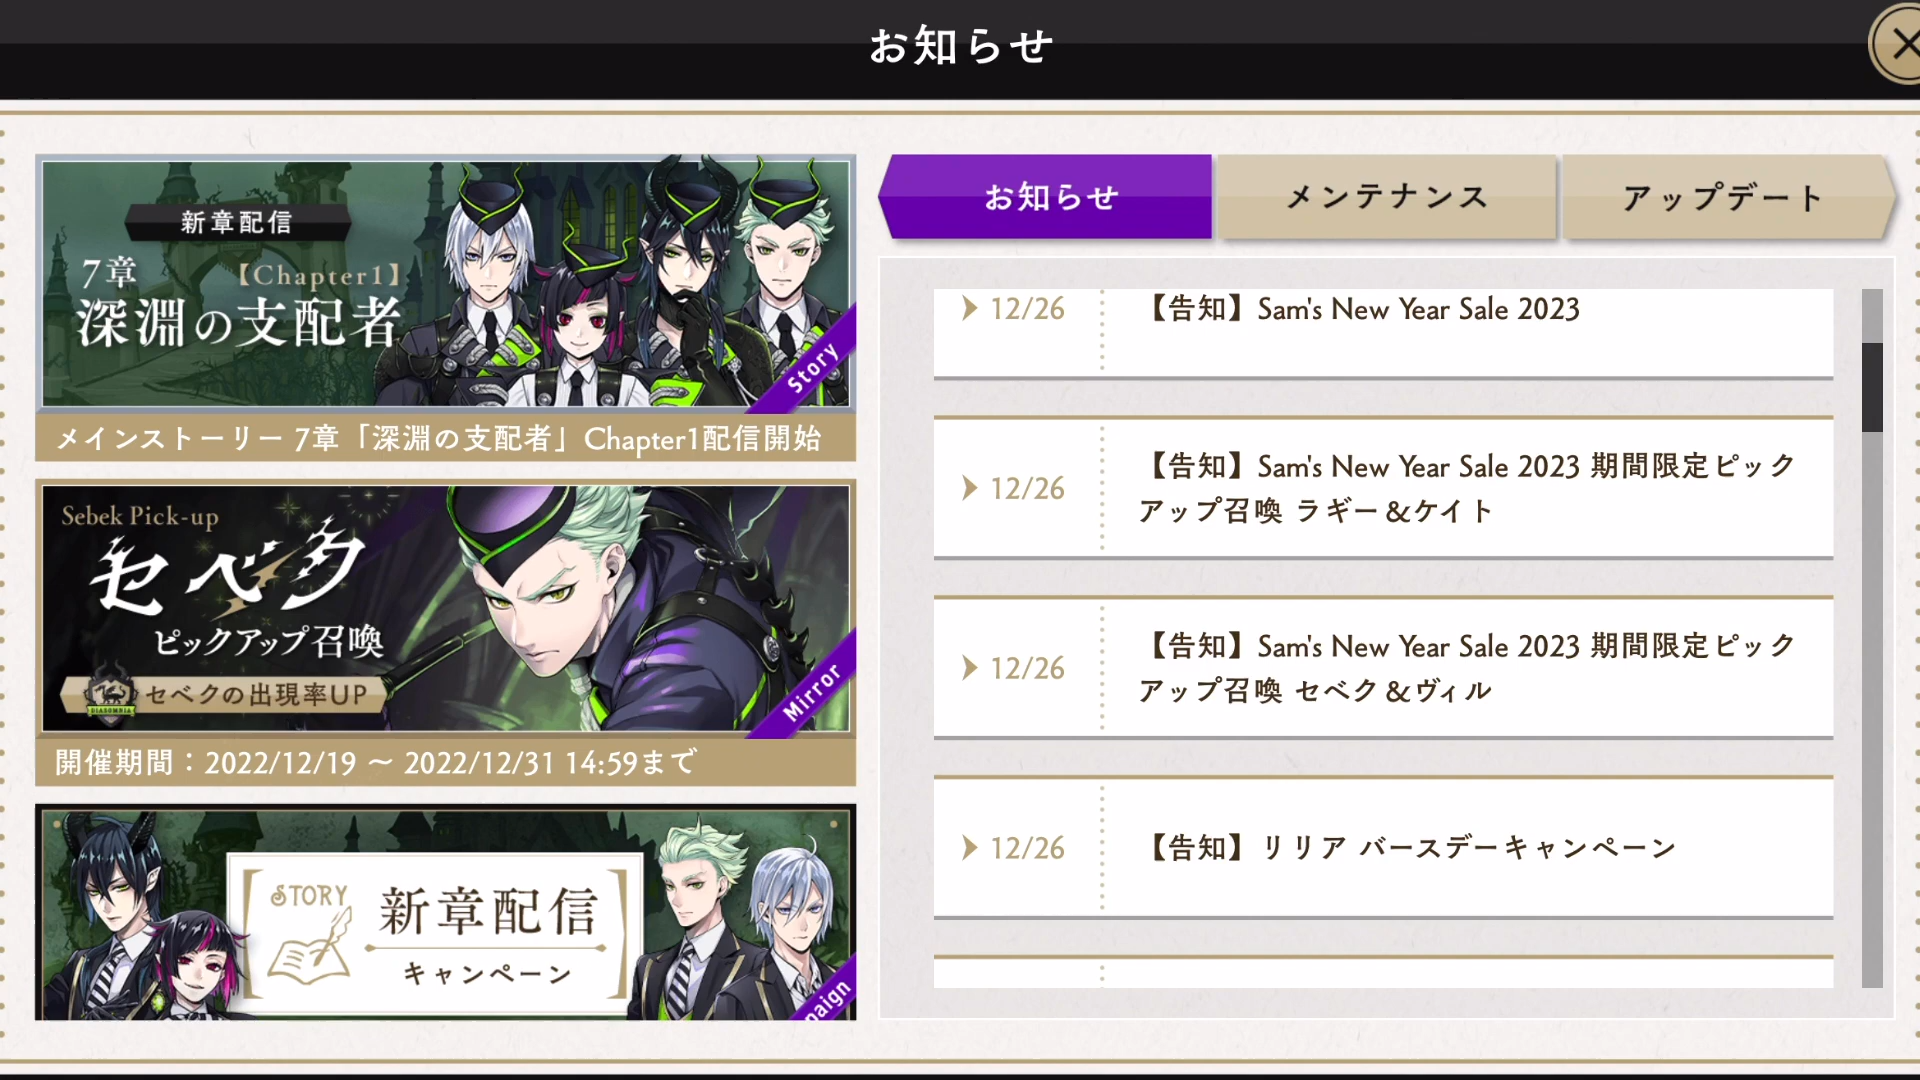 お知らせ
新章配信
7章
【Chapter1】
深淵の支配者
Story
メインストーリー 7章「深淵の支配者」Chapter1配信開始
Sebek Pick-up
セベク
ピックアップ召喚
DIASOMNIA
セベクの出現率UP
Mirror
開催期間：2022/12/19 ～ 2022/12/31 14:59まで
STORY
新章配信
キャンペーン
paign
お知らせ
メンテナンス
アップデート
12/26
【告知】Sam's New Year Sale 2023
12/26
【告知】Sam's New Year Sale 2023 期間限定ピック
アップ召喚 ラギー＆ケイト
12/26
【告知】Sam's New Year Sale 2023 期間限定ピック
アップ召喚 セベク＆ヴィル
12/26
【告知】リリア バースデーキャンペーン